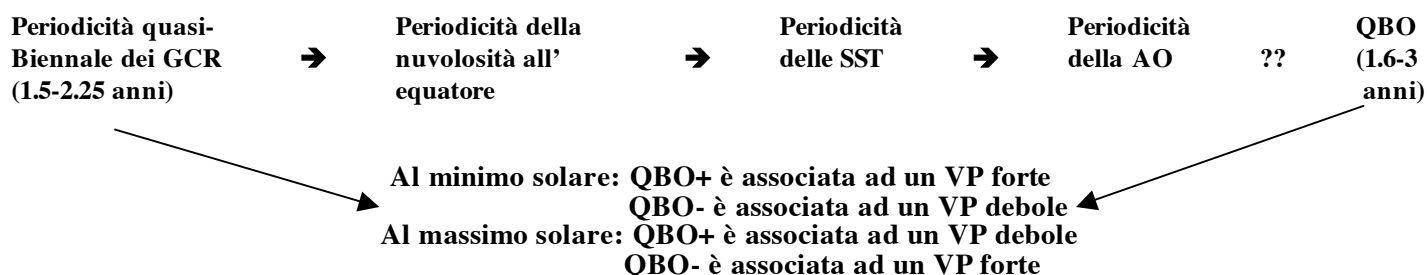 Periodicità quasi-
Biennale dei GCR
(1.5-2.25 anni)
➔
Periodicità della
nuvolosità all'
equatore
➔
Periodicità
delle SST
➔
Periodicità
della AO
??
QBO
(1.6-3
anni)
Al minimo solare: QBO+ è associata ad un VP forte
QBO- è associata ad un VP debole
Al massimo solare: QBO+ è associata ad un VP debole
QBO- è associata ad un VP forte